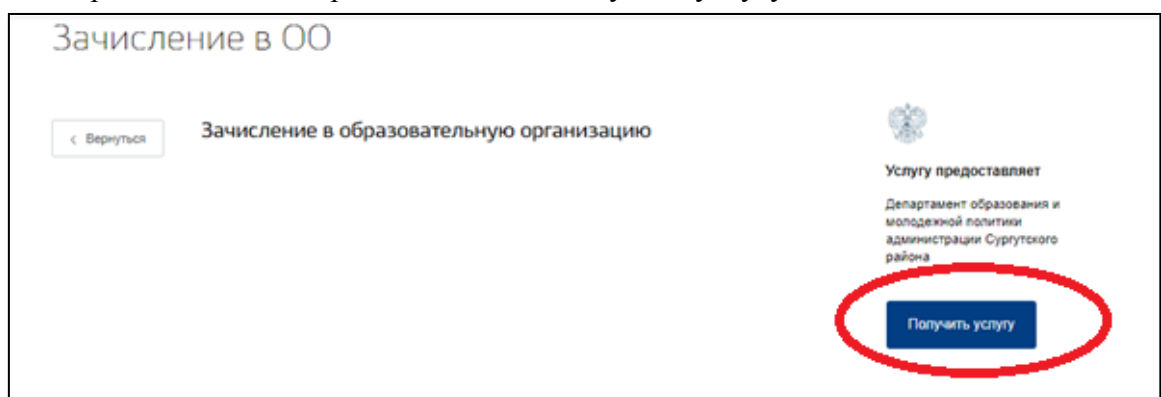 Зачисление в ОО
< Вернуться
Зачисление в образовательную организацию
Услугу предоставляет
Департамент образования и
молодежной политики
администрации Сургутского
района
Получить услугу